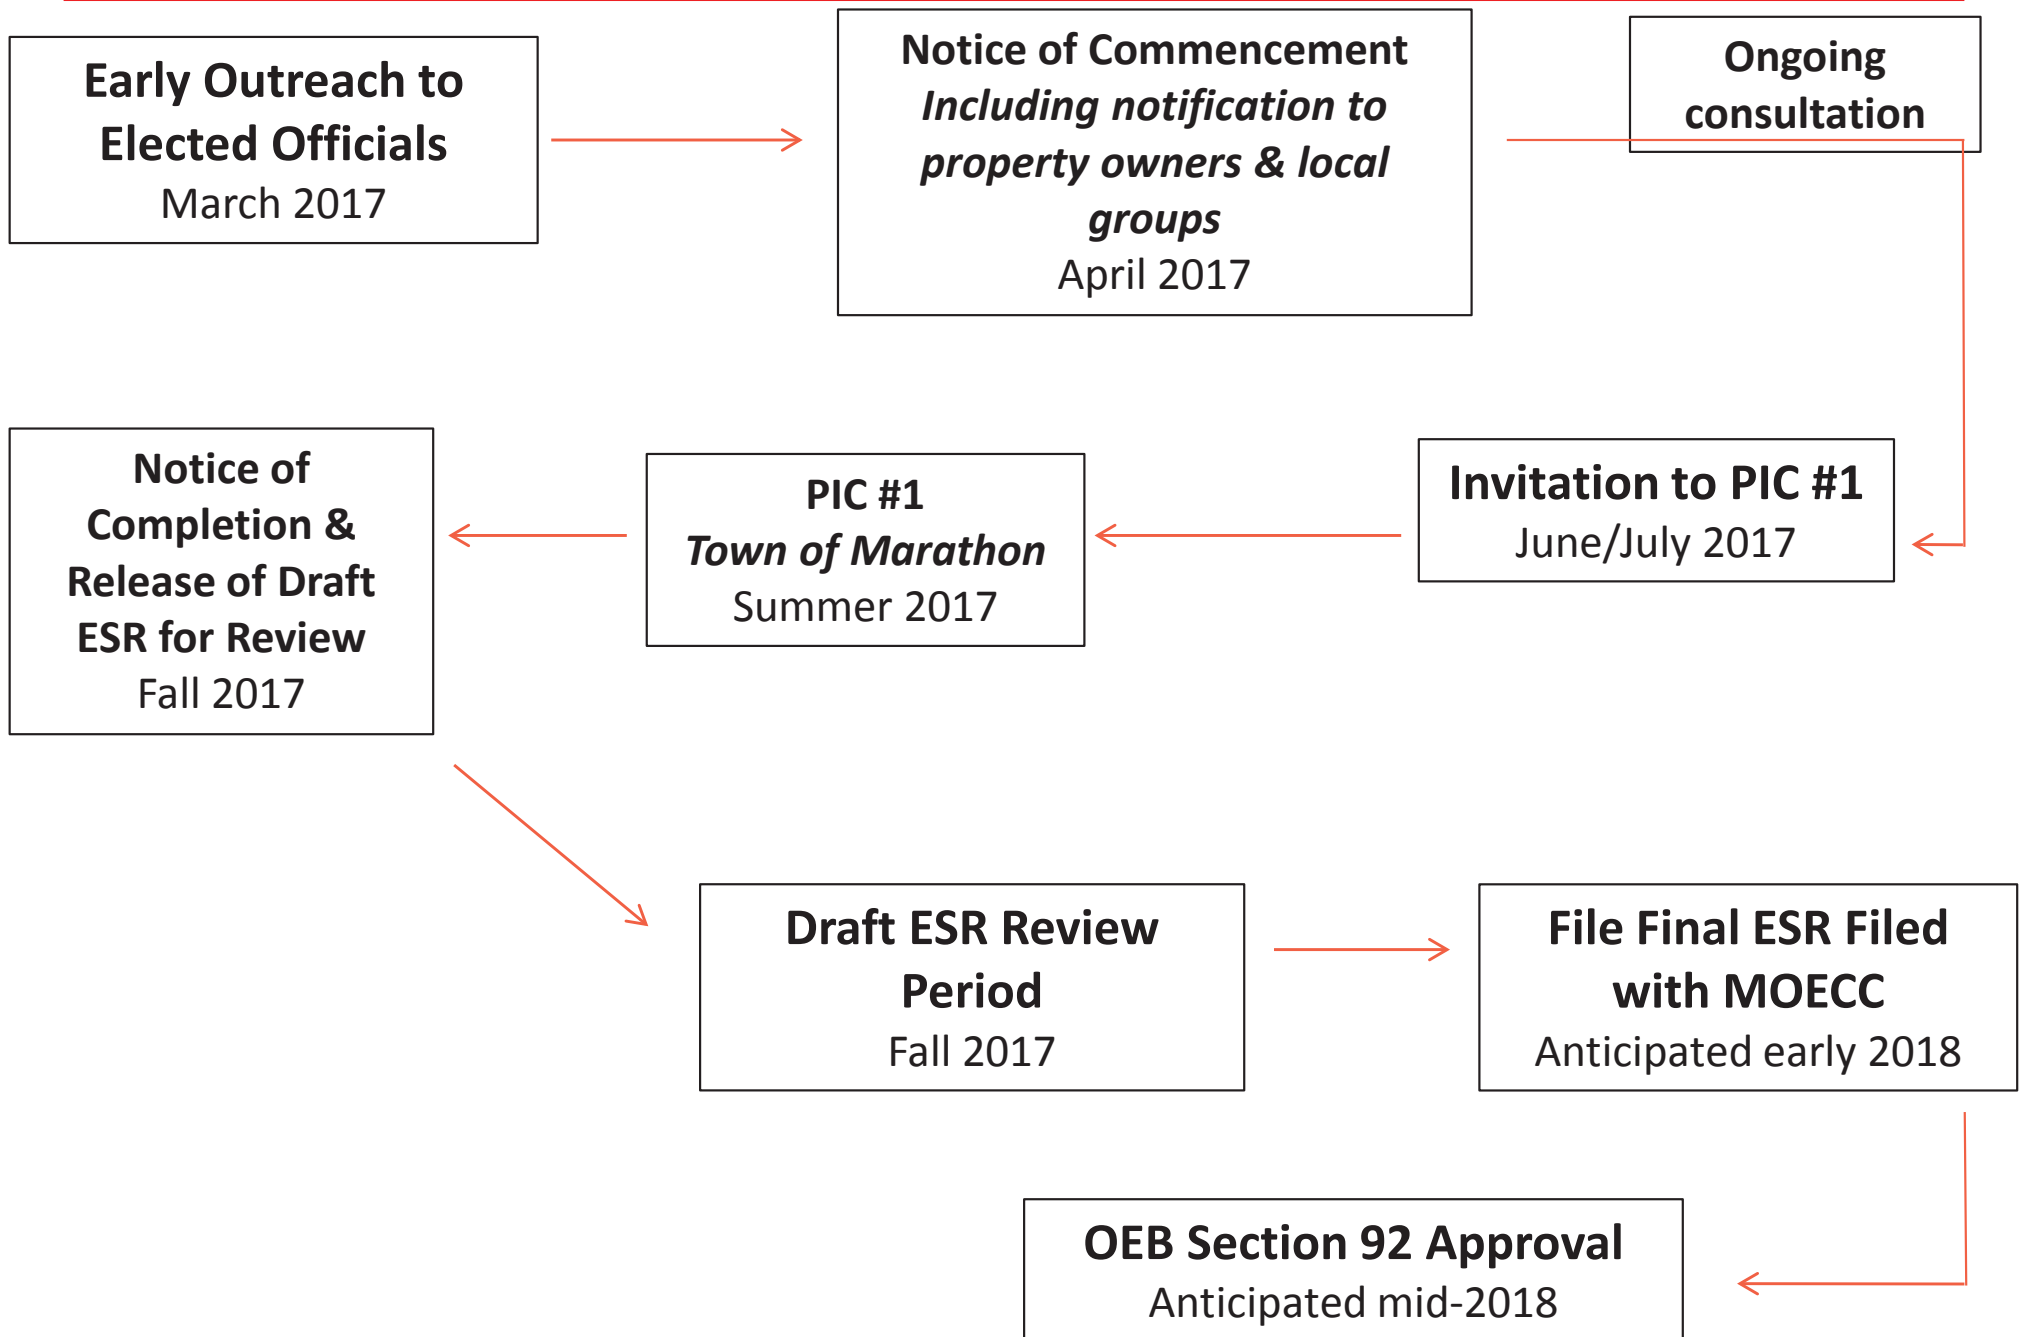 Early Outreach to
Elected Officials
March 2017
Notice of Commencement
Including notification to
property owners & local
groups
April 2017
Ongoing
consultation
Invitation to PIC #1
June/July 2017
PIC #1
Town of Marathon
Summer 2017
Notice of
Completion &
Release of Draft
ESR for Review
Fall 2017
Draft ESR Review
Period
Fall 2017
File Final ESR Filed
with MOECC
Anticipated early 2018
OEB Section 92 Approval
Anticipated mid-2018